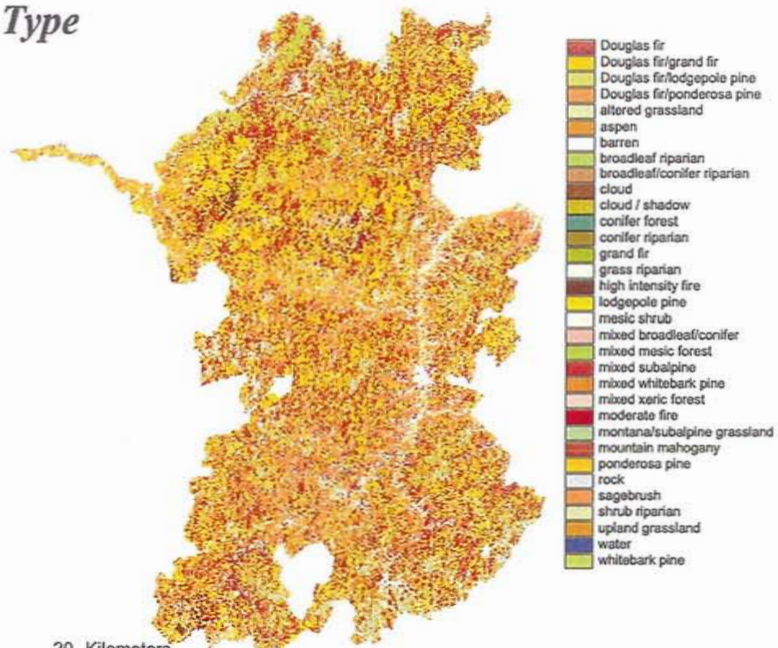 Type
Douglas fir
Douglas fir/grand fir
Douglas fir/lodgepole pine
Douglas fir/ponderosa pine
altered grassland
aspen
barren
broadleaf riparian
broadleaf/conifer riparian
cloud
cloud / shadow
conifer forest
conifer riparian
grand fir
grass riparian
high intensity fire
lodgepole pine
mesic shrub
mixed broadleaf/conifer
mixed mesic forest
mixed subalpine
mixed whitebark pine
mixed xeric forest
moderate fire
montana/subalpine grassland
mountain mahogany
ponderosa pine
rock
sagebrush
shrub riparian
upland grassland
water
whitebark pine
20 Kilometers